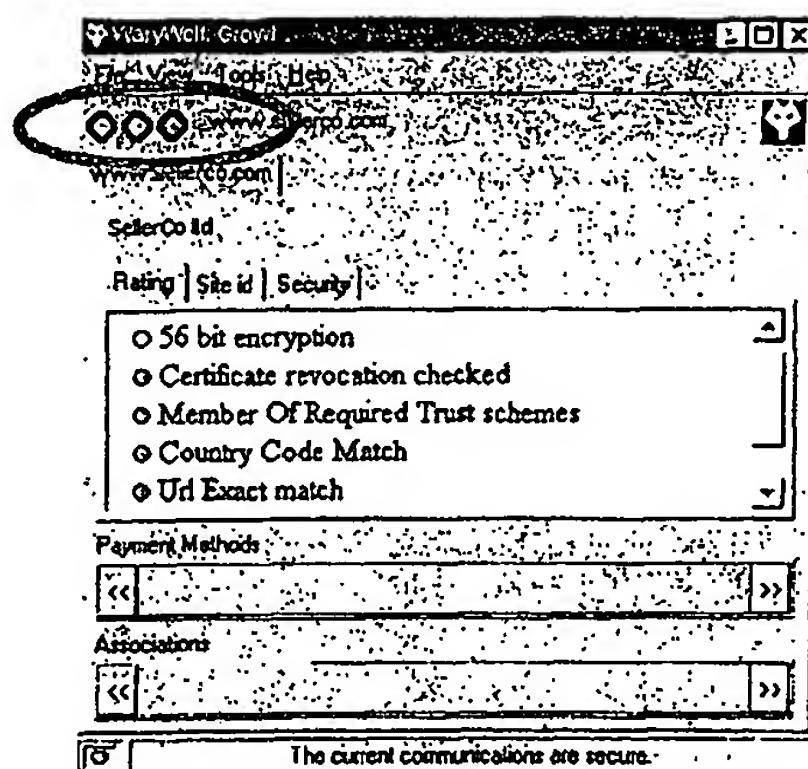 WaryWolf: Growl
File View Tools Help
www.sellerco.com
www.sellerco.com
SellerCo ltd
Rating Site id Security
56 bit encryption
Certificate revocation checked
Member Of Required Trust schemes
Country Code Match
Url Exact match
Payment Methods
<< >>
Associations
<< >>
The current communications are secure.